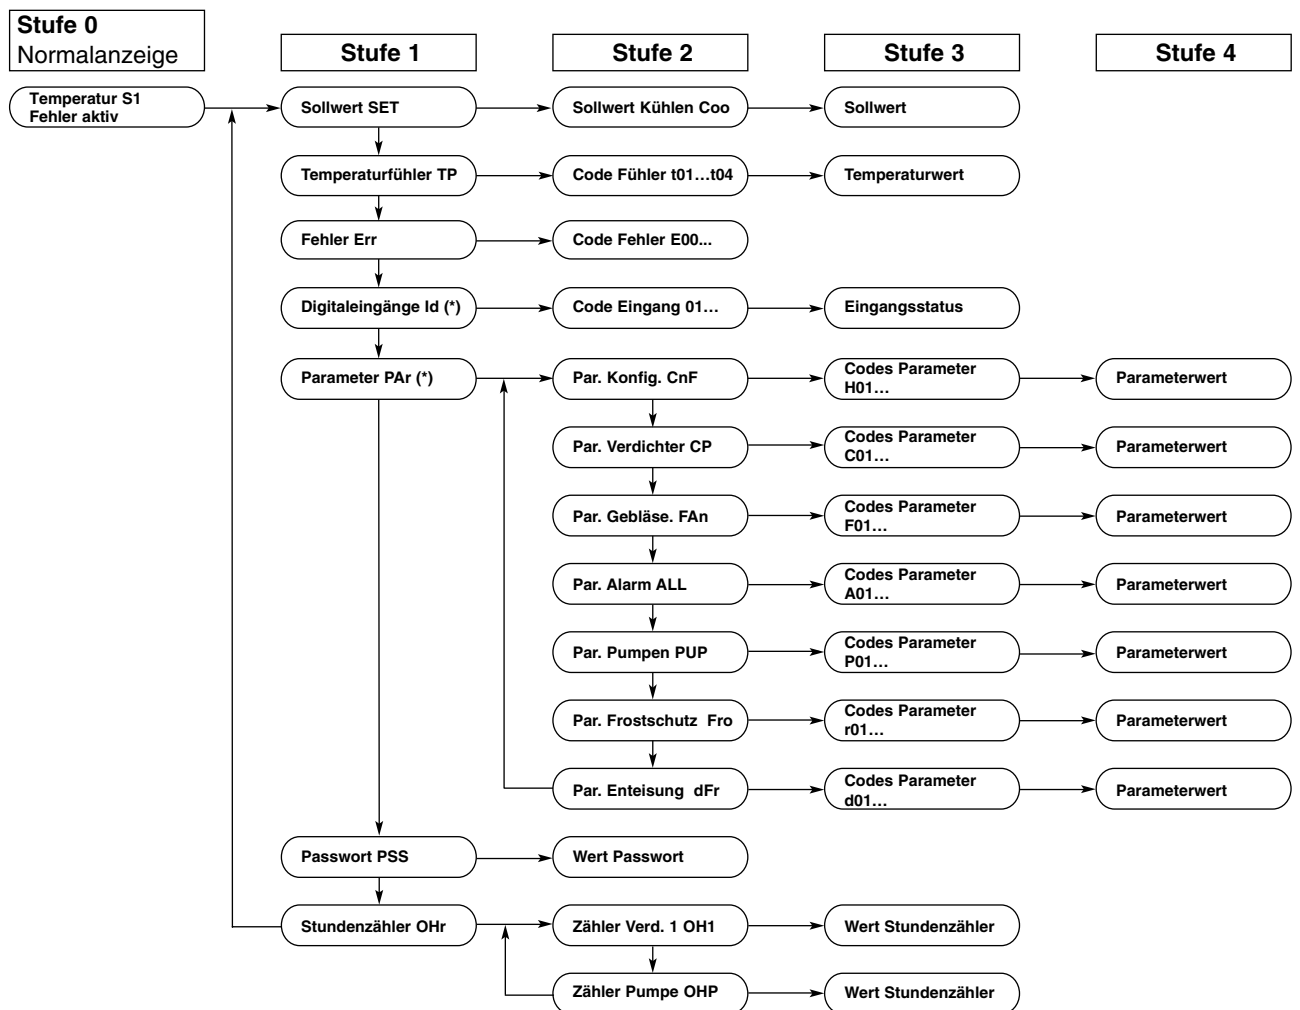 Stufe 0
Normalanzeige
Stufe 1
Stufe 2
Stufe 3
Stufe 4
Temperatur S1
Fehler aktiv
Sollwert SET
Sollwert Kühlen Coo
Sollwert
Temperaturfühler TP
Code Fühler t01...t04
Temperaturwert
Fehler Err
Code Fehler E00...
Digitaleingänge Id (*)
Code Eingang 01...
Eingangsstatus
Parameter PAr (*)
Par. Konfig. CnF
Codes Parameter
H01...
Parameterwert
Par. Verdichter CP
Codes Parameter
C01...
Parameterwert
Par. Gebläse. FAn
Codes Parameter
F01...
Parameterwert
Par. Alarm ALL
Codes Parameter
A01...
Parameterwert
Par. Pumpen PUP
Codes Parameter
P01...
Parameterwert
Par. Frostschutz Fro
Codes Parameter
r01...
Parameterwert
Par. Enteisung dFr
Codes Parameter
d01...
Parameterwert
Passwort PSS
Wert Passwort
Stundenzähler OHr
Zähler Verd. 1 OH1
Wert Stundenzähler
Zähler Pumpe OHP
Wert Stundenzähler